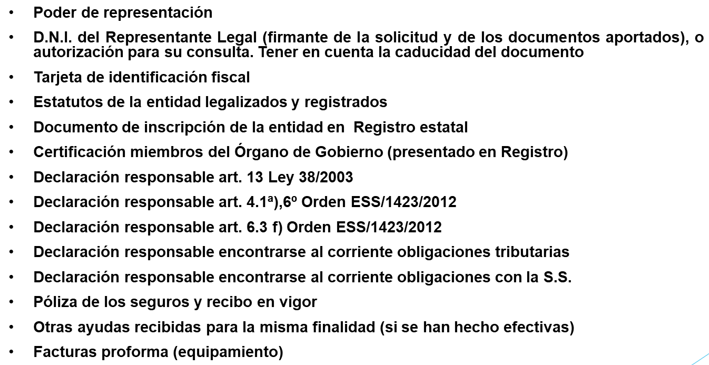 • Poder de representación
• D.N.I. del Representante Legal (firmante de la solicitud y de los documentos aportados), o
autorización para su consulta. Tener en cuenta la caducidad del documento
• Tarjeta de identificación fiscal
• Estatutos de la entidad legalizados y registrados
• Documento de inscripción de la entidad en Registro estatal
• Certificación miembros del Órgano de Gobierno (presentado en Registro)
• Declaración responsable art. 13 Ley 38/2003
• Declaración responsable art. 4.1ª),6º Orden ESS/1423/2012
• Declaración responsable art. 6.3 f) Orden ESS/1423/2012
• Declaración responsable encontrarse al corriente obligaciones tributarias
• Declaración responsable encontrarse al corriente obligaciones con la S.S.
• Póliza de los seguros y recibo en vigor
• Otras ayudas recibidas para la misma finalidad (si se han hecho efectivas)
• Facturas proforma (equipamiento)